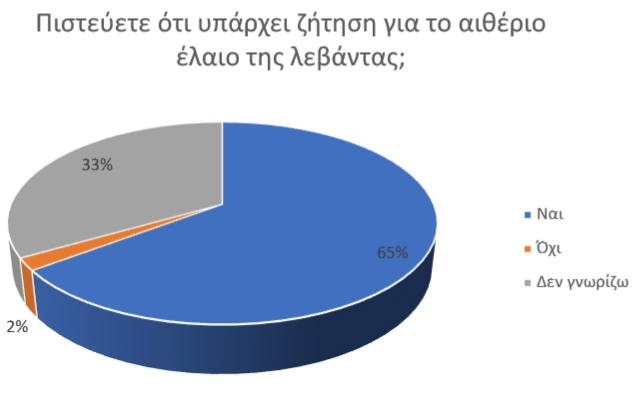 Πιστεύετε ότι υπάρχει ζήτηση για το αιθέριο
έλαιο της λεβάντας;
33%
65%
2%
Ναι
Όχι
Δεν γνωρίζω